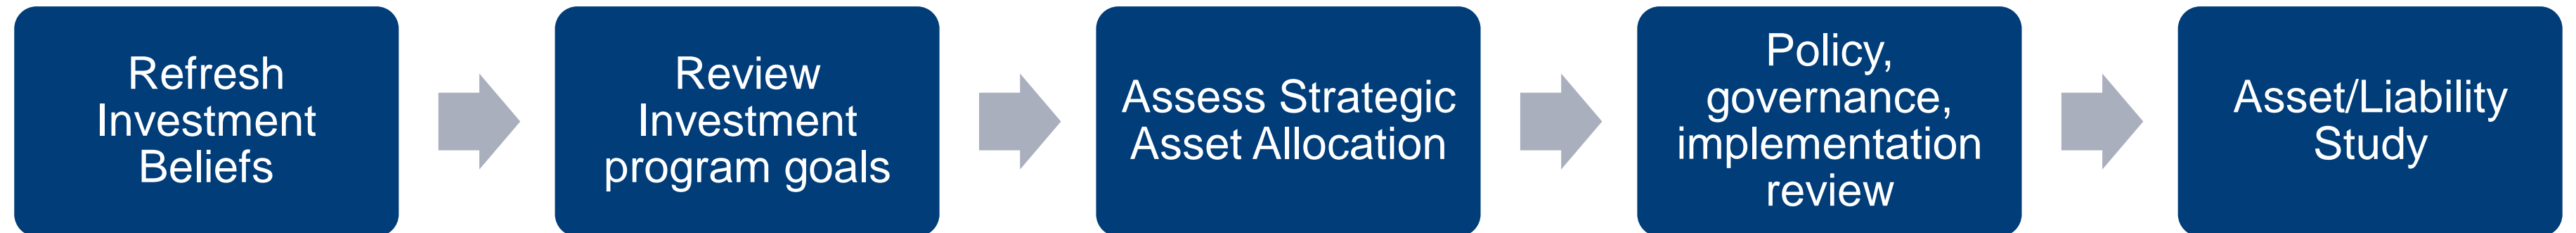 Refresh
Investment
Beliefs
Review
Investment
program goals
Assess Strategic
Asset Allocation
Policy,
governance,
implementation
review
Asset/Liability
Study